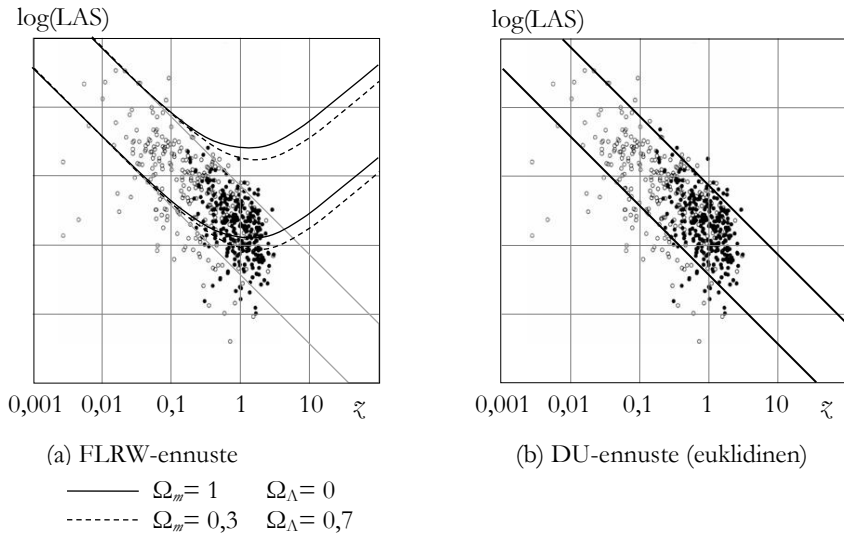 log(LAS)
0,001 0,01 0,1 1 10 z
(a) FLRW-ennuste
Ωm= 1 ΩΛ= 0
Ωm= 0,3 ΩΛ= 0,7
log(LAS)
0,001 0,01 0,1 1 10 z
(b) DU-ennuste (euklidinen)